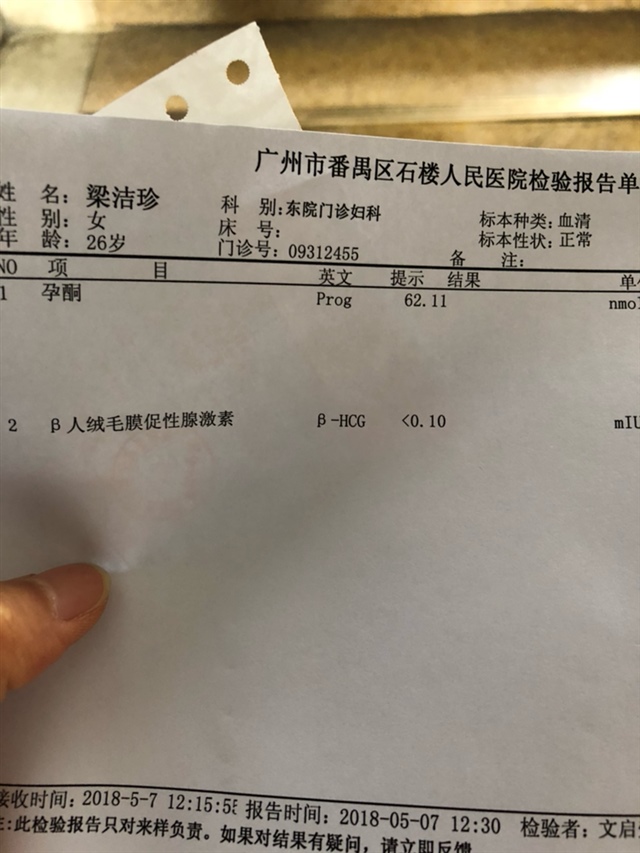 广州市番禺区石楼人民医院检验报告单
姓 名: 梁洁珍 科 别: 东院门诊妇科 标本种类: 血清
性 别: 女 床 号: 标本性状: 正常
年 龄: 26岁 门诊号: 09312455 备 注:
NO 项 目 英文 提示 结果 单
1 孕酮 Prog 62.11 nmol
2 β人绒毛膜促性腺激素 β-HCG <0.10 mIU
接收时间: 2018-5-7 12:15:55 报告时间: 2018-05-07 12:30 检验者: 文启
注:此检验报告只对来样负责。如果对结果有疑问,请立即反馈